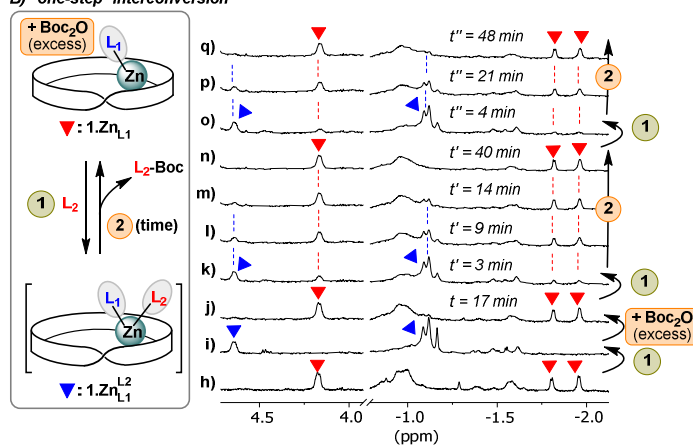 B) "one-step" interconversion
+ Boc2O
(excess)
L1
Zn
▼: 1.ZnL1
1
L2
L2-Boc
2
(time)
L1
L2
Zn
▼: 1.ZnL1L2
q)
t'' = 48 min
p)
t'' = 21 min
2
o)
t'' = 4 min
1
n)
t' = 40 min
m)
t' = 14 min
2
l)
t' = 9 min
k)
t' = 3 min
1
j)
t = 17 min
+ Boc2O
(excess)
i)
1
h)
4.5
4.0
-1.0
-1.5
-2.0
(ppm)